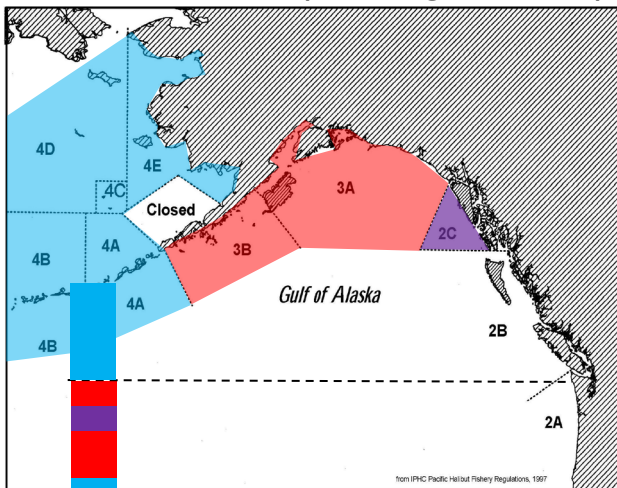 4D
4E
4C
Closed
3A
4A
2C
4B
3B
4A
Gulf of Alaska
2B
4B
2A
from IPHC Pacific Halibut Fishery Regulations, 1997